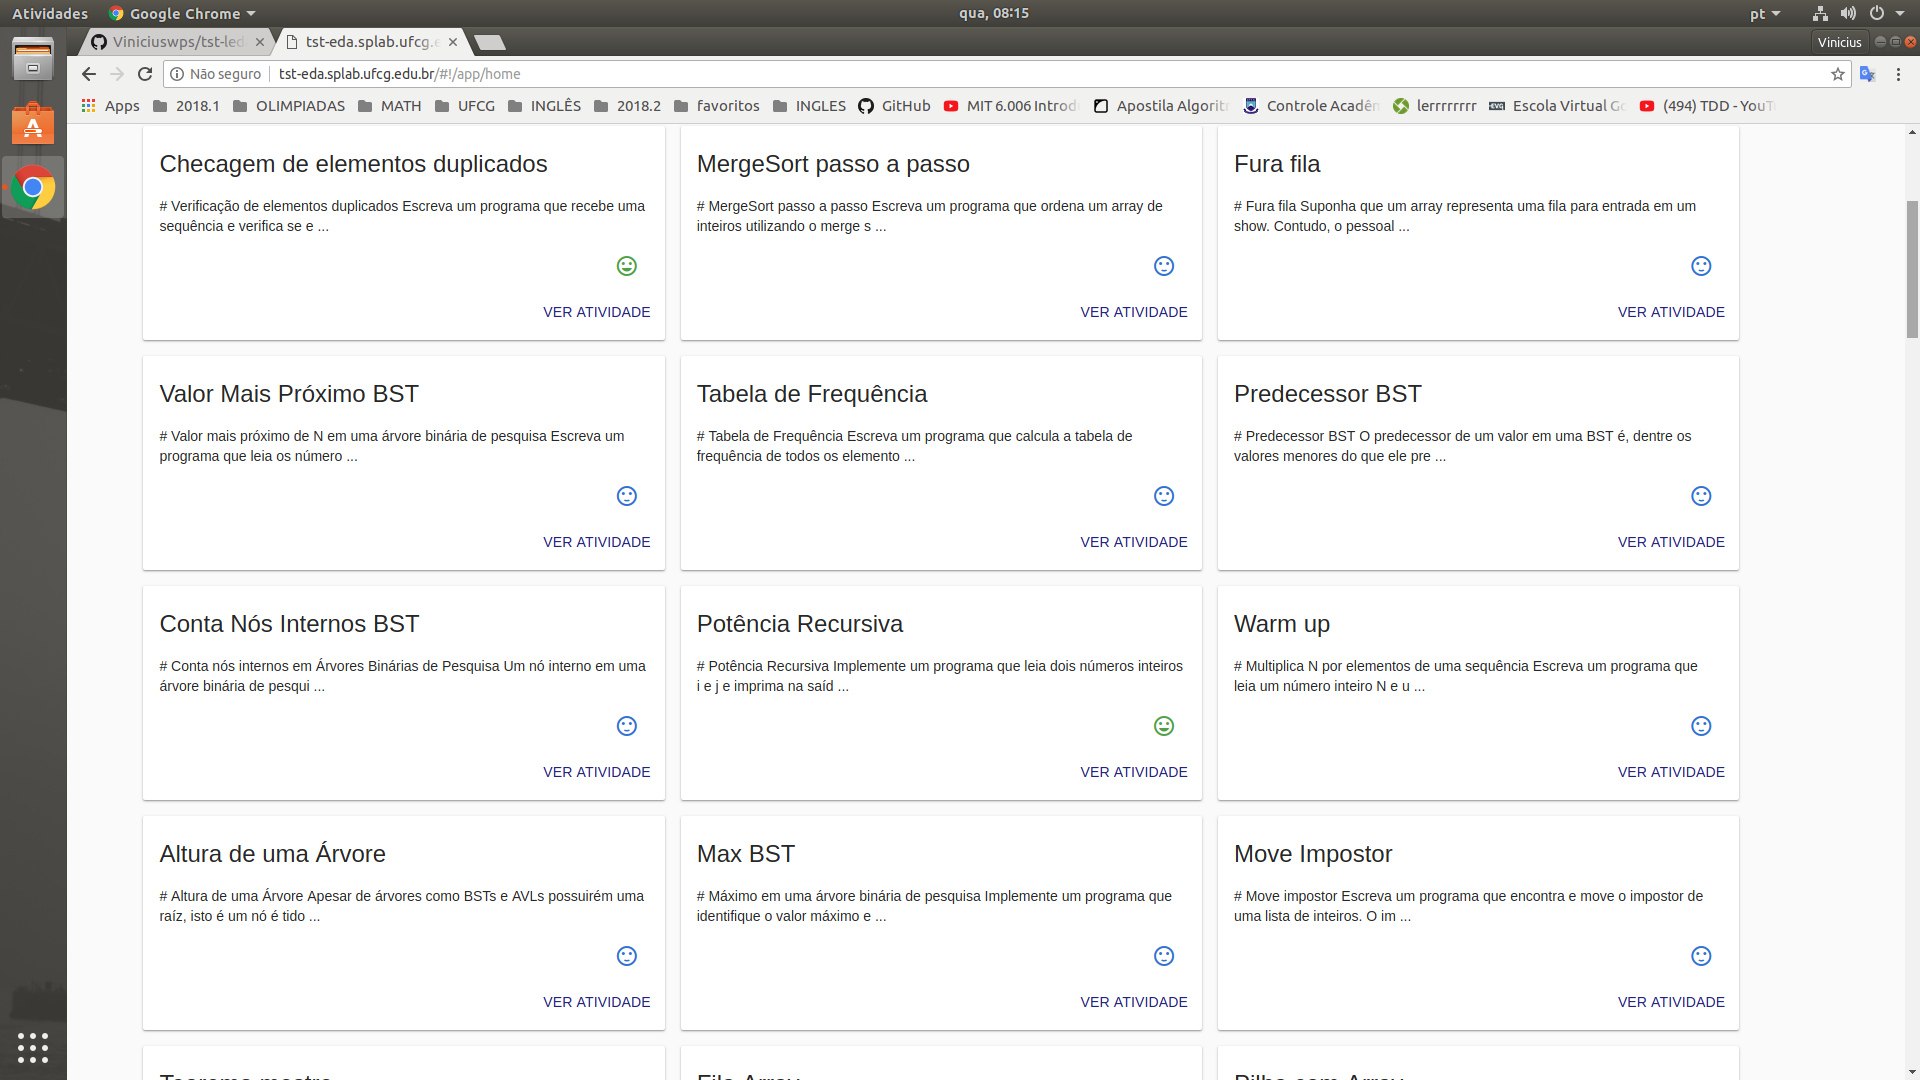 Atividades Google Chrome qua, 08:15 pt
Viniciuswps/tst-led tst-eda.splab.ufcg.e Vinicius
Não seguro tst-eda.splab.ufcg.edu.br/#!/app/home
Apps 2018.1 OLIMPIADAS MATH UFCG INGLÊS 2018.2 favoritos INGLES GitHub MIT 6.006 Introdu Apostila Algorit Controle Acadên lerrrrrrrr Escola Virtual Go (494) TDD - YouT
Checagem de elementos duplicados
# Verificação de elementos duplicados Escreva um programa que recebe uma
sequência e verifica se e ...
VER ATIVIDADE
MergeSort passo a passo
# MergeSort passo a passo Escreva um programa que ordena um array de
inteiros utilizando o merge s ...
VER ATIVIDADE
Fura fila
# Fura fila Suponha que um array representa uma fila para entrada em um
show. Contudo, o pessoal ...
VER ATIVIDADE
Valor Mais Próximo BST
# Valor mais próximo de N em uma árvore binária de pesquisa Escreva um
programa que leia os número ...
VER ATIVIDADE
Tabela de Frequência
# Tabela de Frequência Escreva um programa que calcula a tabela de
frequência de todos os elemento ...
VER ATIVIDADE
Predecessor BST
# Predecessor BST O predecessor de um valor em uma BST é, dentre os
valores menores do que ele pre ...
VER ATIVIDADE
Conta Nós Internos BST
# Conta nós internos em Árvores Binárias de Pesquisa Um nó interno em uma
árvore binária de pesqui ...
VER ATIVIDADE
Potência Recursiva
# Potência Recursiva Implemente um programa que leia dois números inteiros
i e j e imprima na saíd ...
VER ATIVIDADE
Warm up
# Multiplica N por elementos de uma sequência Escreva um programa que
leia um número inteiro N e u ...
VER ATIVIDADE
Altura de uma Árvore
# Altura de uma Árvore Apesar de árvores como BSTs e AVLs possuirém uma
raíz, isto é um nó é tido ...
VER ATIVIDADE
Max BST
# Máximo em uma árvore binária de pesquisa Implemente um programa que
identifique o valor máximo e ...
VER ATIVIDADE
Move Impostor
# Move impostor Escreva um programa que encontra e move o impostor de
uma lista de inteiros. O im ...
VER ATIVIDADE
Teorema mestre
Fila Array
Pilha com Array